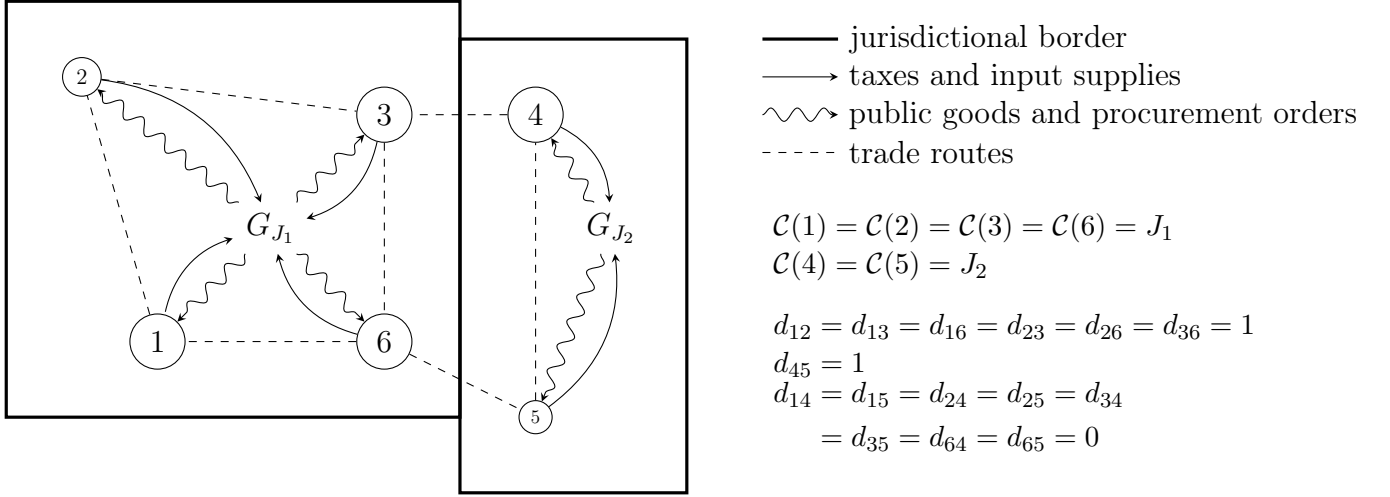 2
3
4
G_{J_1}
G_{J_2}
1
6
5
jurisdictional border
taxes and input supplies
public goods and procurement orders
trade routes
𝒞(1) = 𝒞(2) = 𝒞(3) = 𝒞(6) = J_1
𝒞(4) = 𝒞(5) = J_2
d_{12} = d_{13} = d_{16} = d_{23} = d_{26} = d_{36} = 1
d_{45} = 1
d_{14} = d_{15} = d_{24} = d_{25} = d_{34}
= d_{35} = d_{64} = d_{65} = 0